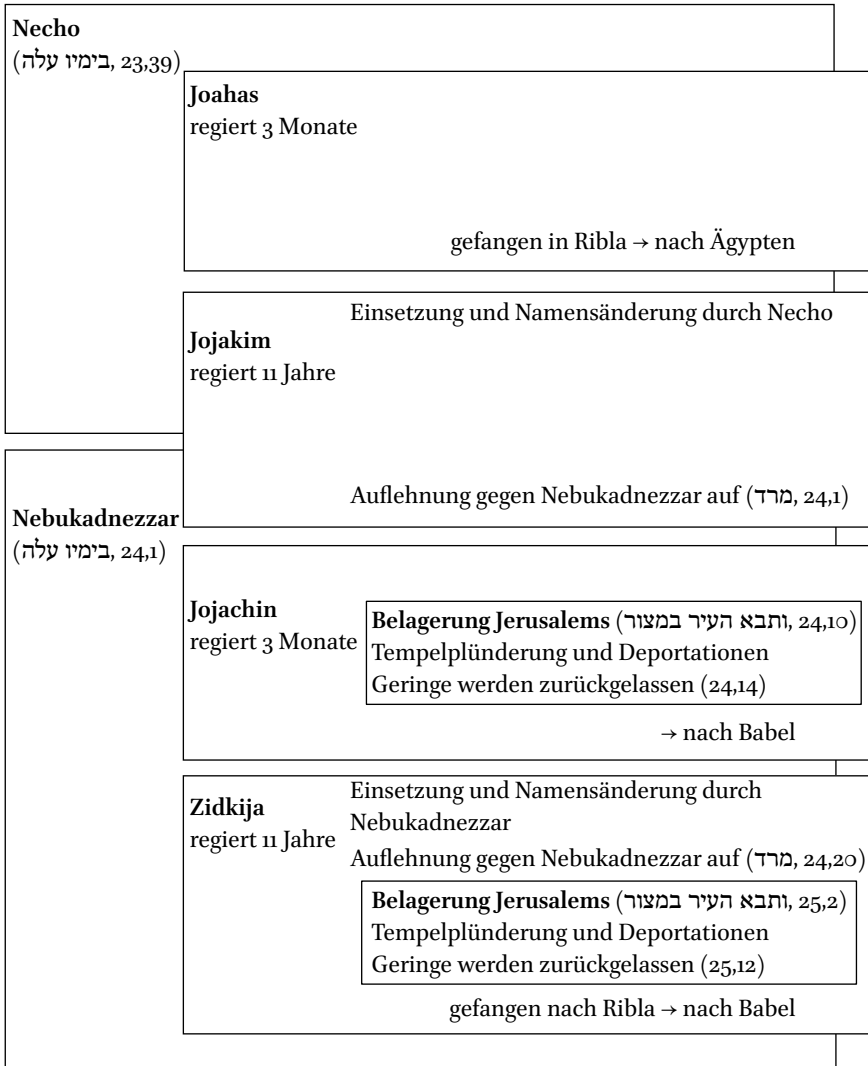 Necho
(בימיו עלה, 23,39)
Joahas
regiert 3 Monate
gefangen in Ribla → nach Ägypten
Einsetzung und Namensänderung durch Necho
Jojakim
regiert 11 Jahre
Auflehnung gegen Nebukadnezzar auf (מרד, 24,1)
Nebukadnezzar
(בימיו עלה, 24,1)
Jojachin
regiert 3 Monate
Belagerung Jerusalems (ותבא העיר במצור, 24,10)
Tempelplünderung und Deportationen
Geringe werden zurückgelassen (24,14)
→ nach Babel
Zidkija
regiert 11 Jahre
Einsetzung und Namensänderung durch
Nebukadnezzar
Auflehnung gegen Nebukadnezzar auf (מרד, 24,20)
Belagerung Jerusalems (ותבא העיר במצור, 25,2)
Tempelplünderung und Deportationen
Geringe werden zurückgelassen (25,12)
gefangen nach Ribla → nach Babel